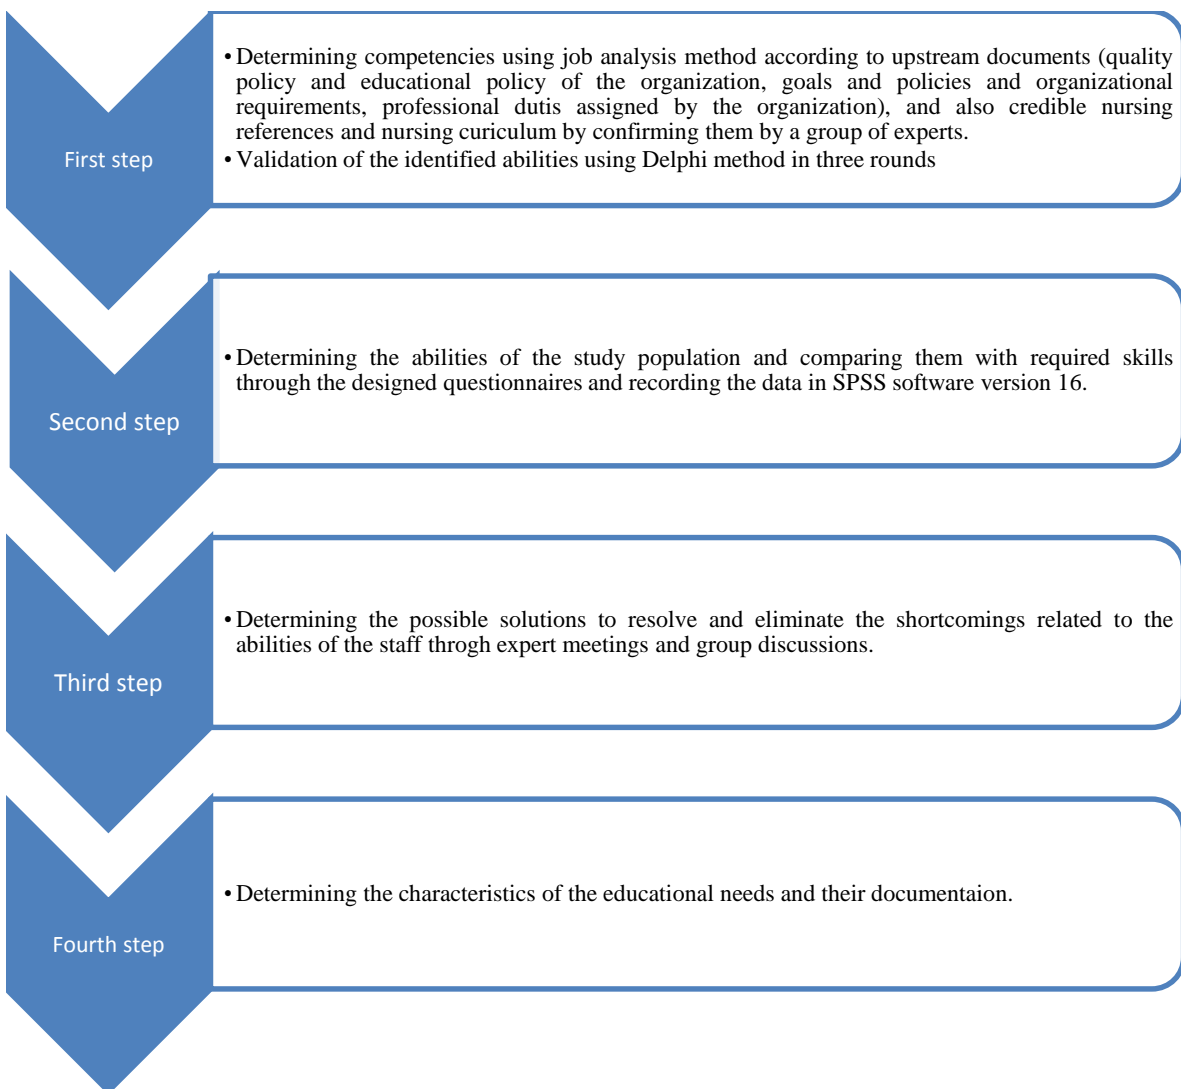 • Determining competencies using job analysis method according to upstream documents (quality
policy and educational policy of the organization, goals and policies and organizational
requirements, professional dutis assigned by the organization), and also credible nursing
references and nursing curiculum by confirming them by a group of experts.
First step
• Validation of the identified abilities using Delphi method in three rounds
• Determining the abilities of the study population and comparing them with required skills
through the designed questionnaires and recording the data in SPSS software version 16.
Second step
• Determining the possible solutions to resolve and eliminate the shortcomings related to the
abilities of the staff throgh expert meetings and group discussions.
Third step
• Determining the characteristics of the educational needs and their documentaion.
Fourth step